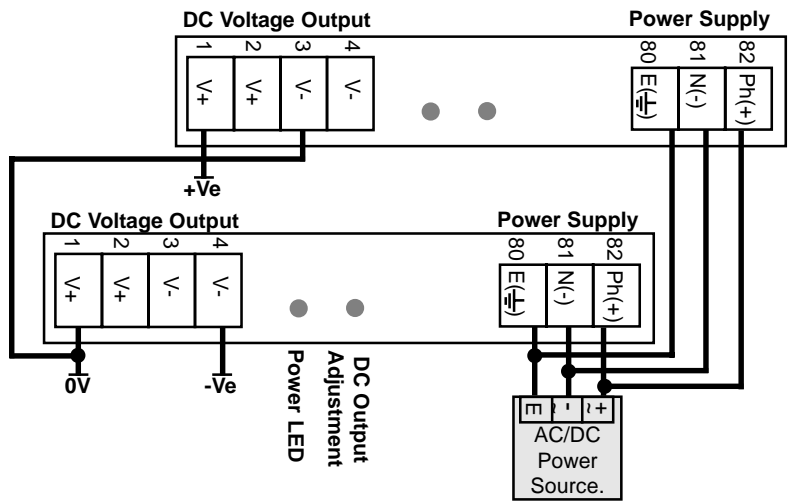 DC Voltage Output
Power Supply
1 2 3 4
80 81 82
V+ V+ V- V-
E(⏚) N(-) Ph(+)
+Ve
DC Voltage Output
Power Supply
1 2 3 4
80 81 82
V+ V+ V- V-
E(⏚) N(-) Ph(+)
0V
-Ve
Power LED
DC Output
Adjustment
E -~ +~
AC/DC
Power
Source.